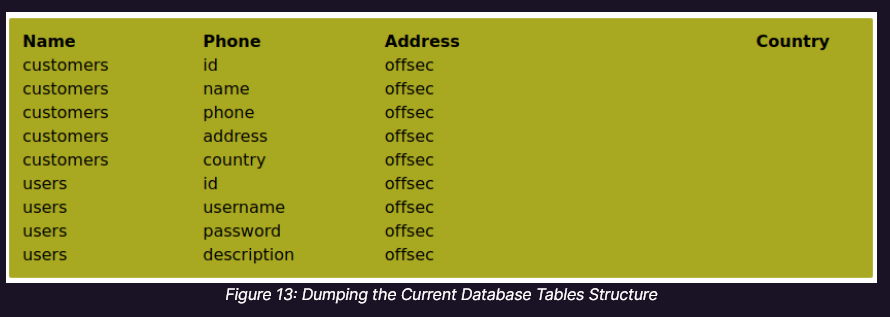 Name Phone Address Country
customers id offsec
customers name offsec
customers phone offsec
customers address offsec
customers country offsec
users id offsec
users username offsec
users password offsec
users description offsec
Figure 13: Dumping the Current Database Tables Structure